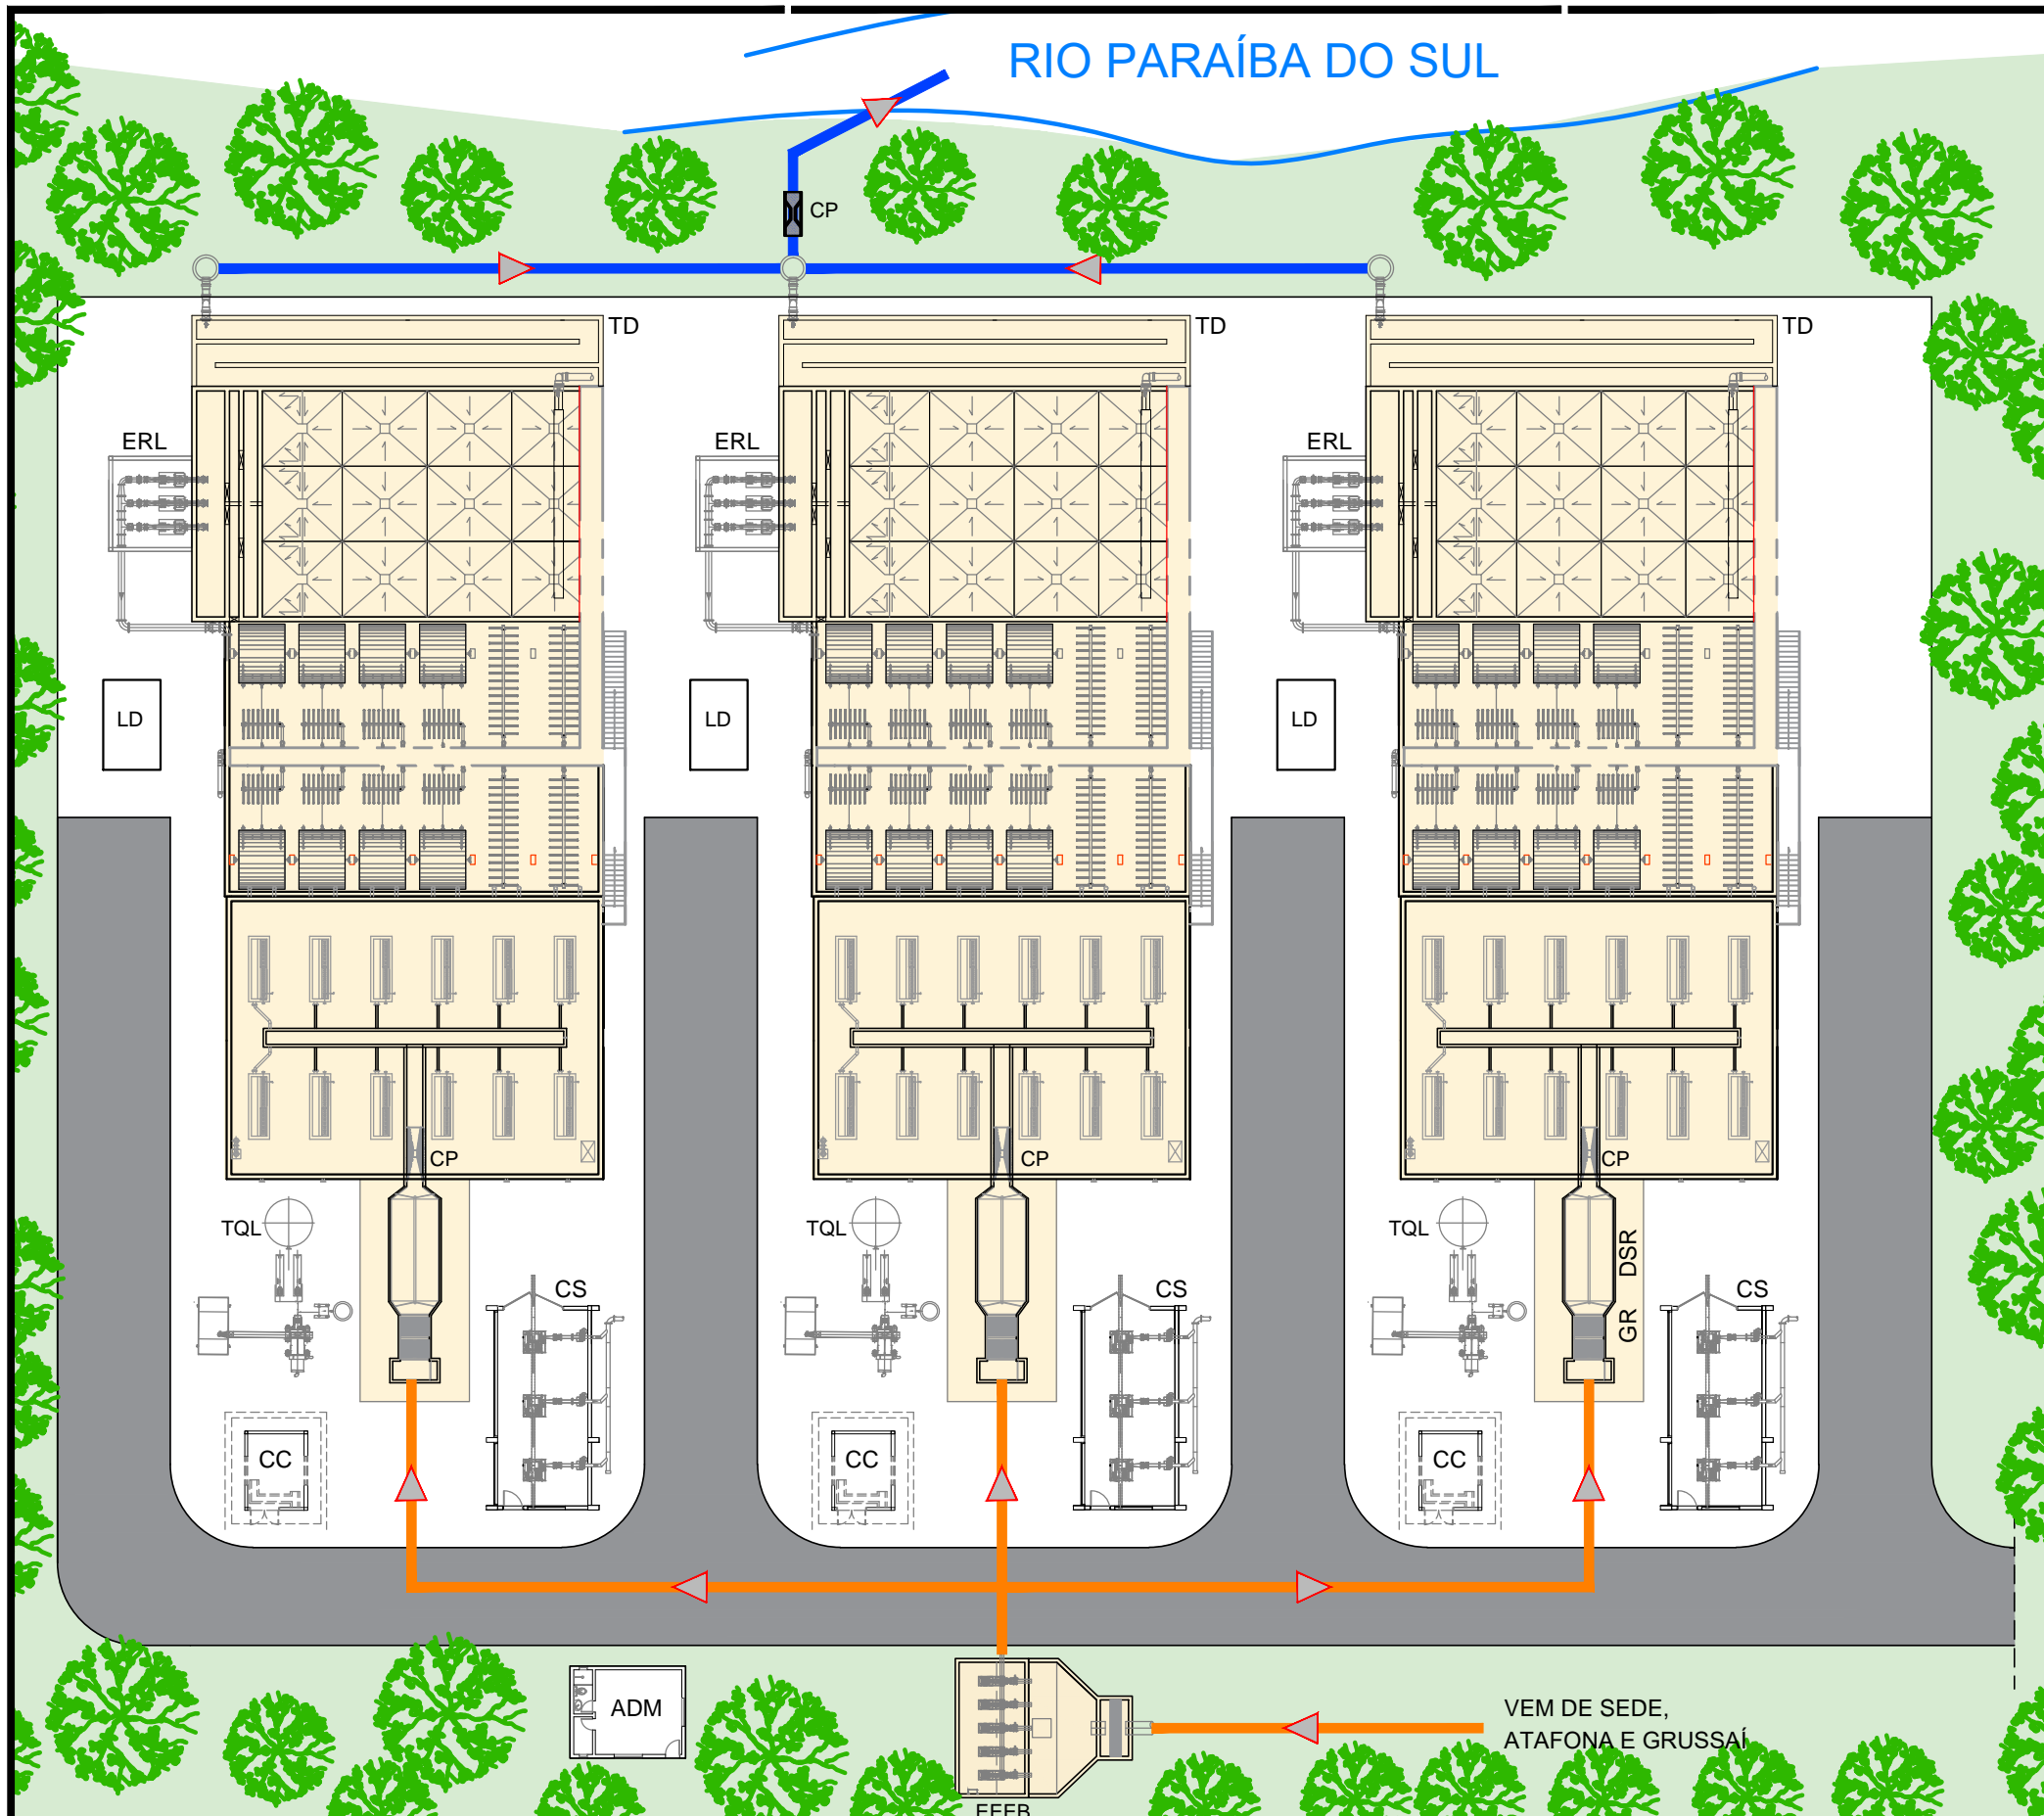 RIO PARAÍBA DO SUL
CP
TD
TD
TD
ERL
ERL
ERL
LD
LD
LD
CP
CP
CP
TQL
TQL
TQL
DSR
GR
CS
CS
CS
CC
CC
CC
ADM
VEM DE SEDE,
ATAFONA E GRUSSAÍ